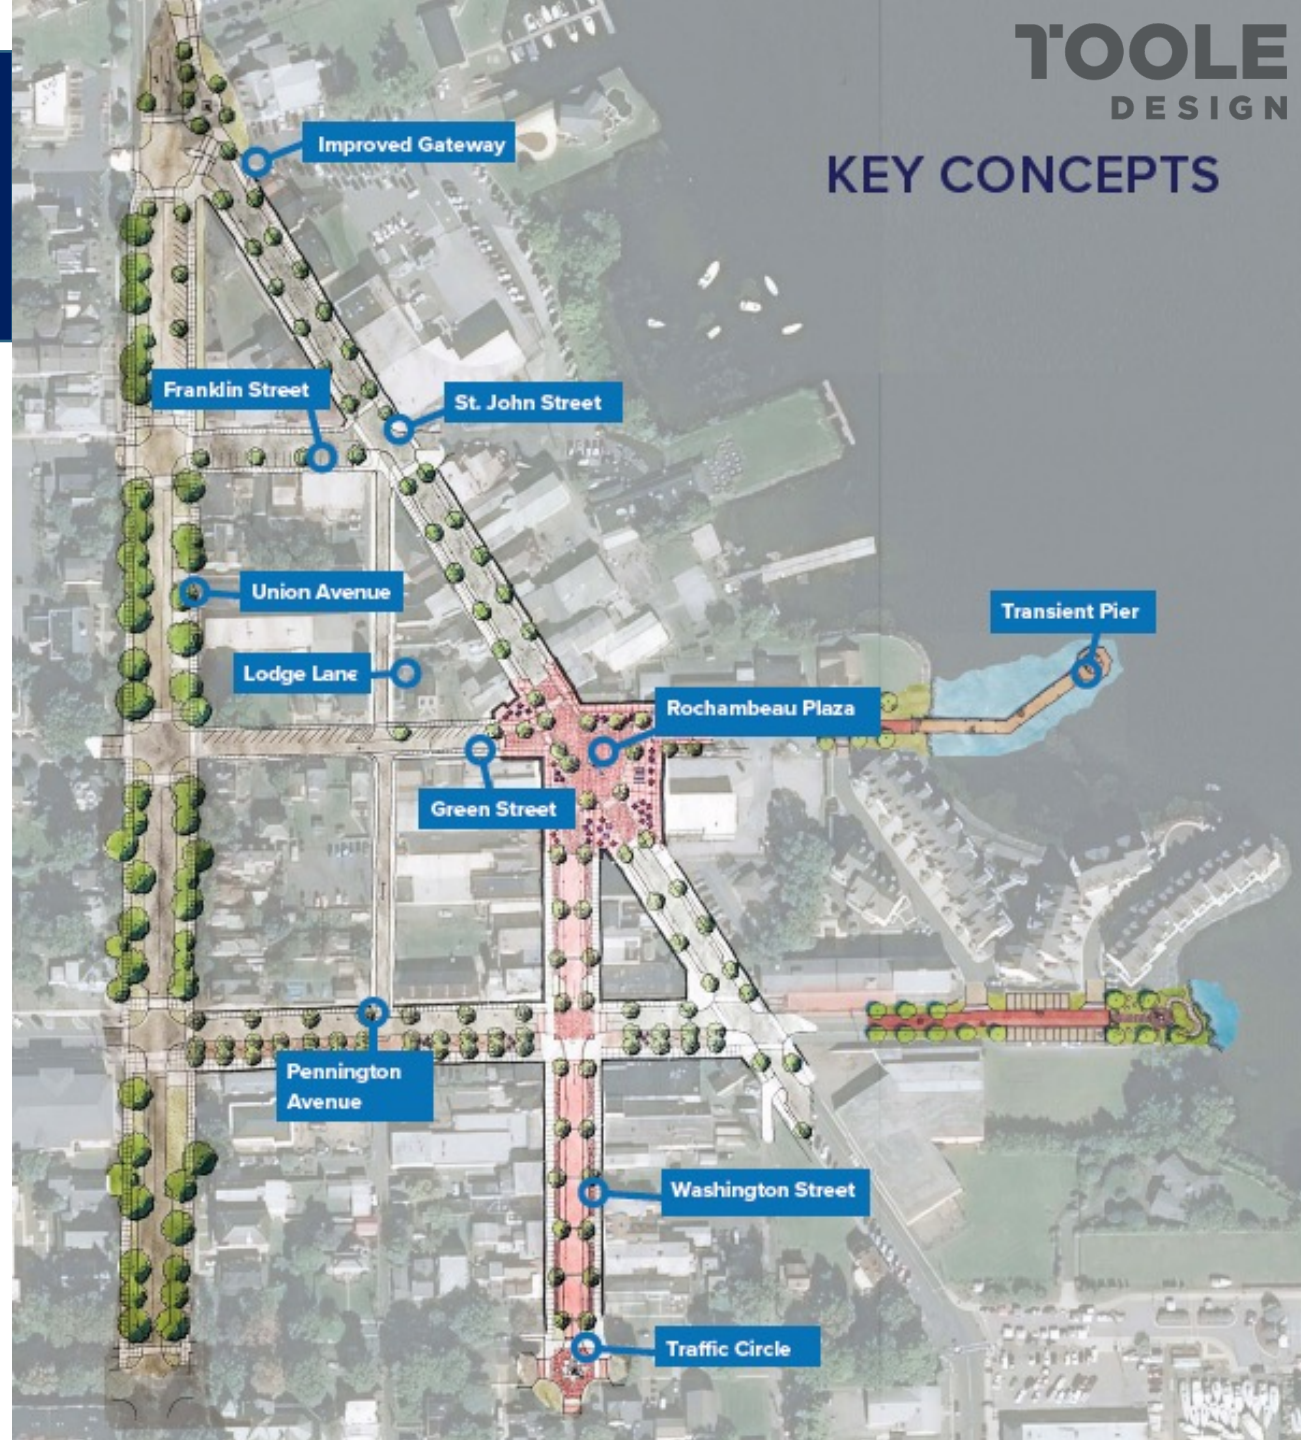 TOOLE
DESIGN
KEY CONCEPTS
Improved Gateway
Franklin Street
St. John Street
Union Avenue
Transient Pier
Lodge Lane
Rochambeau Plaza
Green Street
Pennington
Avenue
Washington Street
Traffic Circle